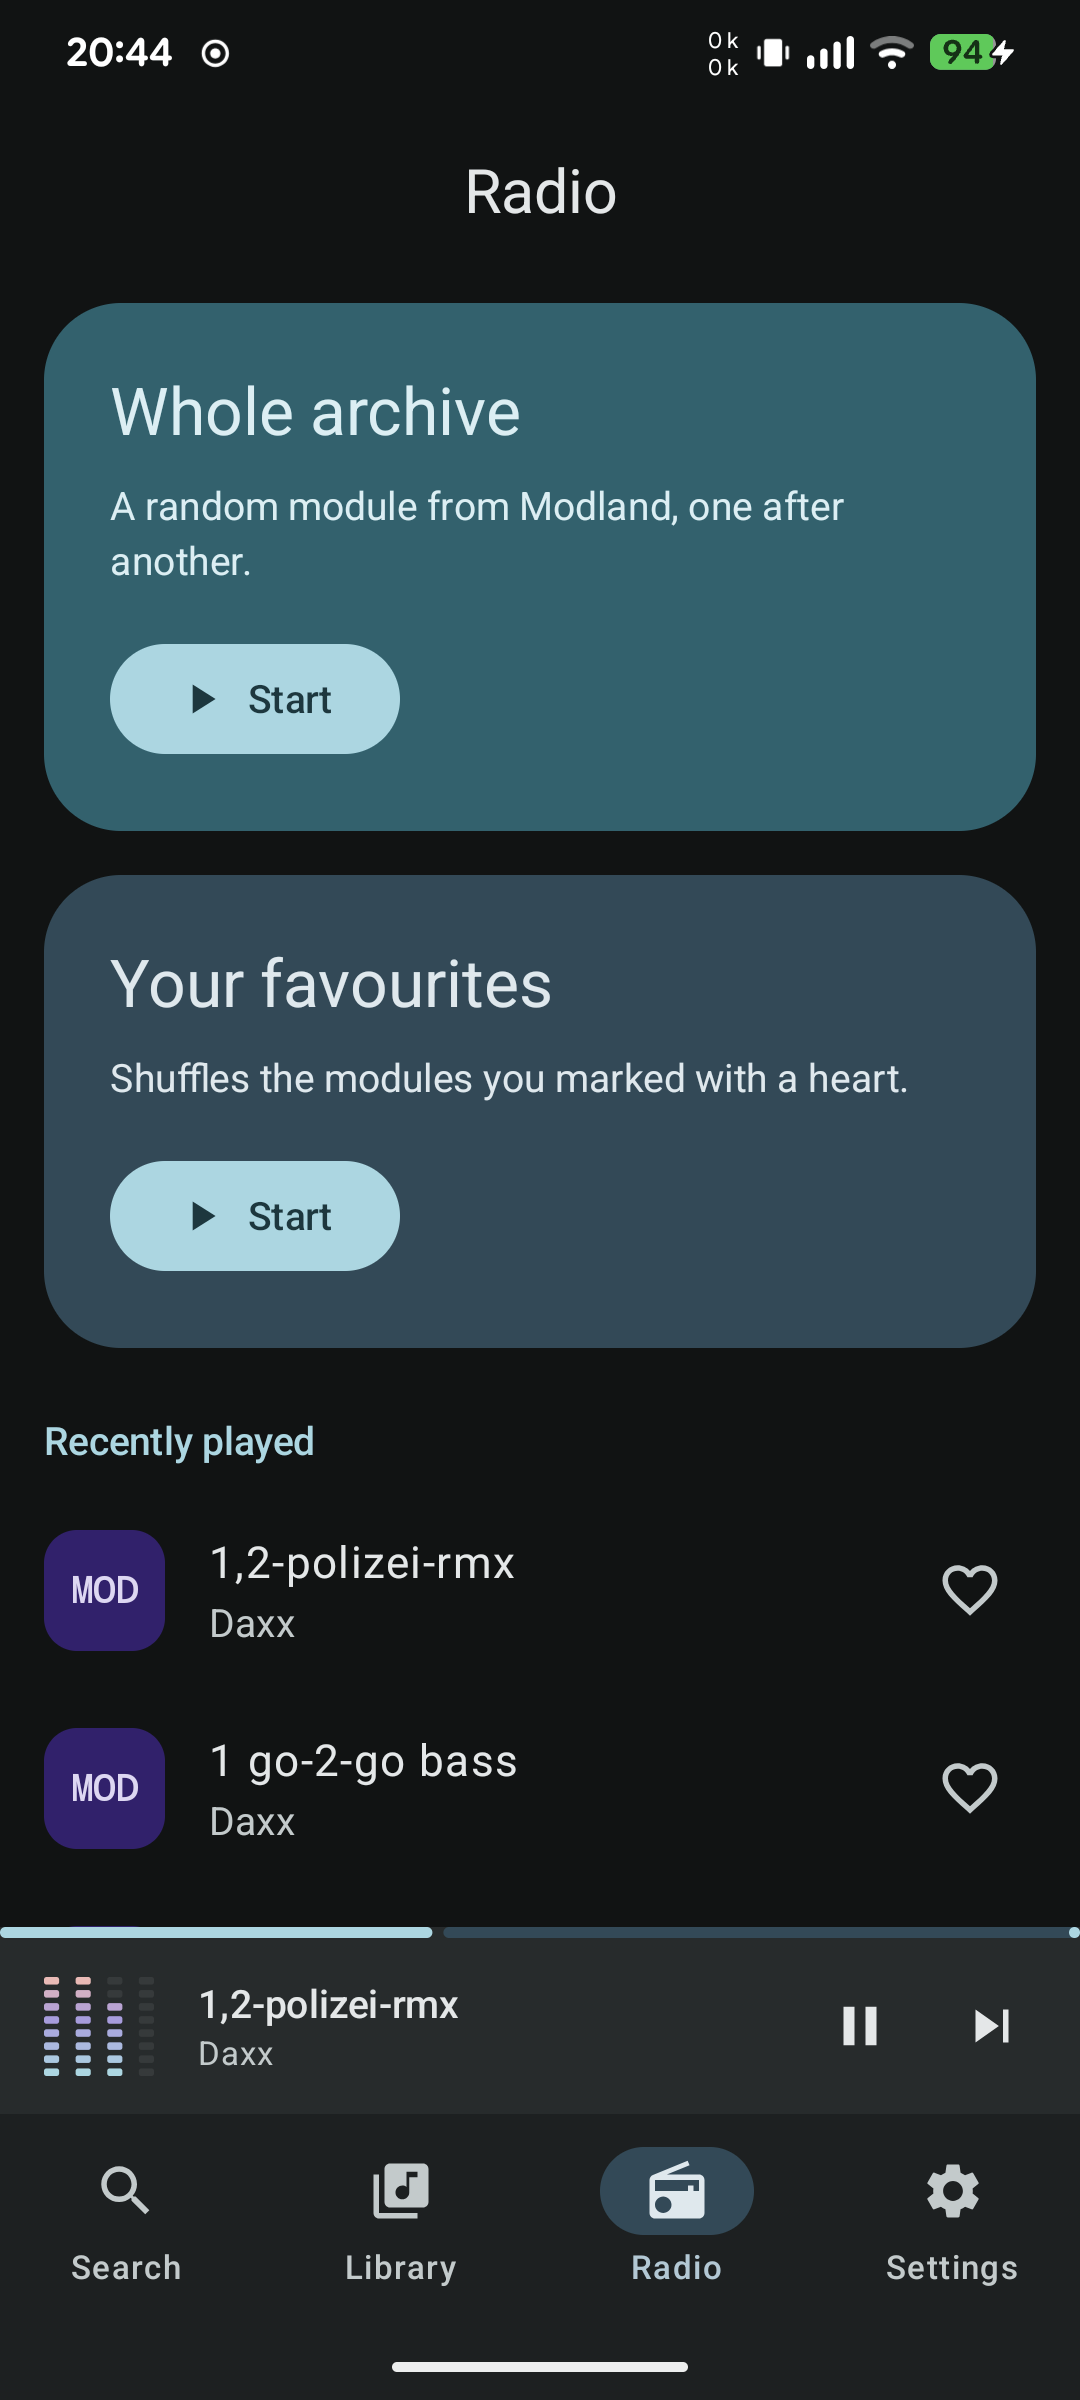 20:44
0 k
0 k
94
Radio
Whole archive
A random module from Modland, one after
another.
Start
Your favourites
Shuffles the modules you marked with a heart.
Start
Recently played
MOD
1,2-polizei-rmx
Daxx
MOD
1 go-2-go bass
Daxx
1,2-polizei-rmx
Daxx
Search
Library
Radio
Settings